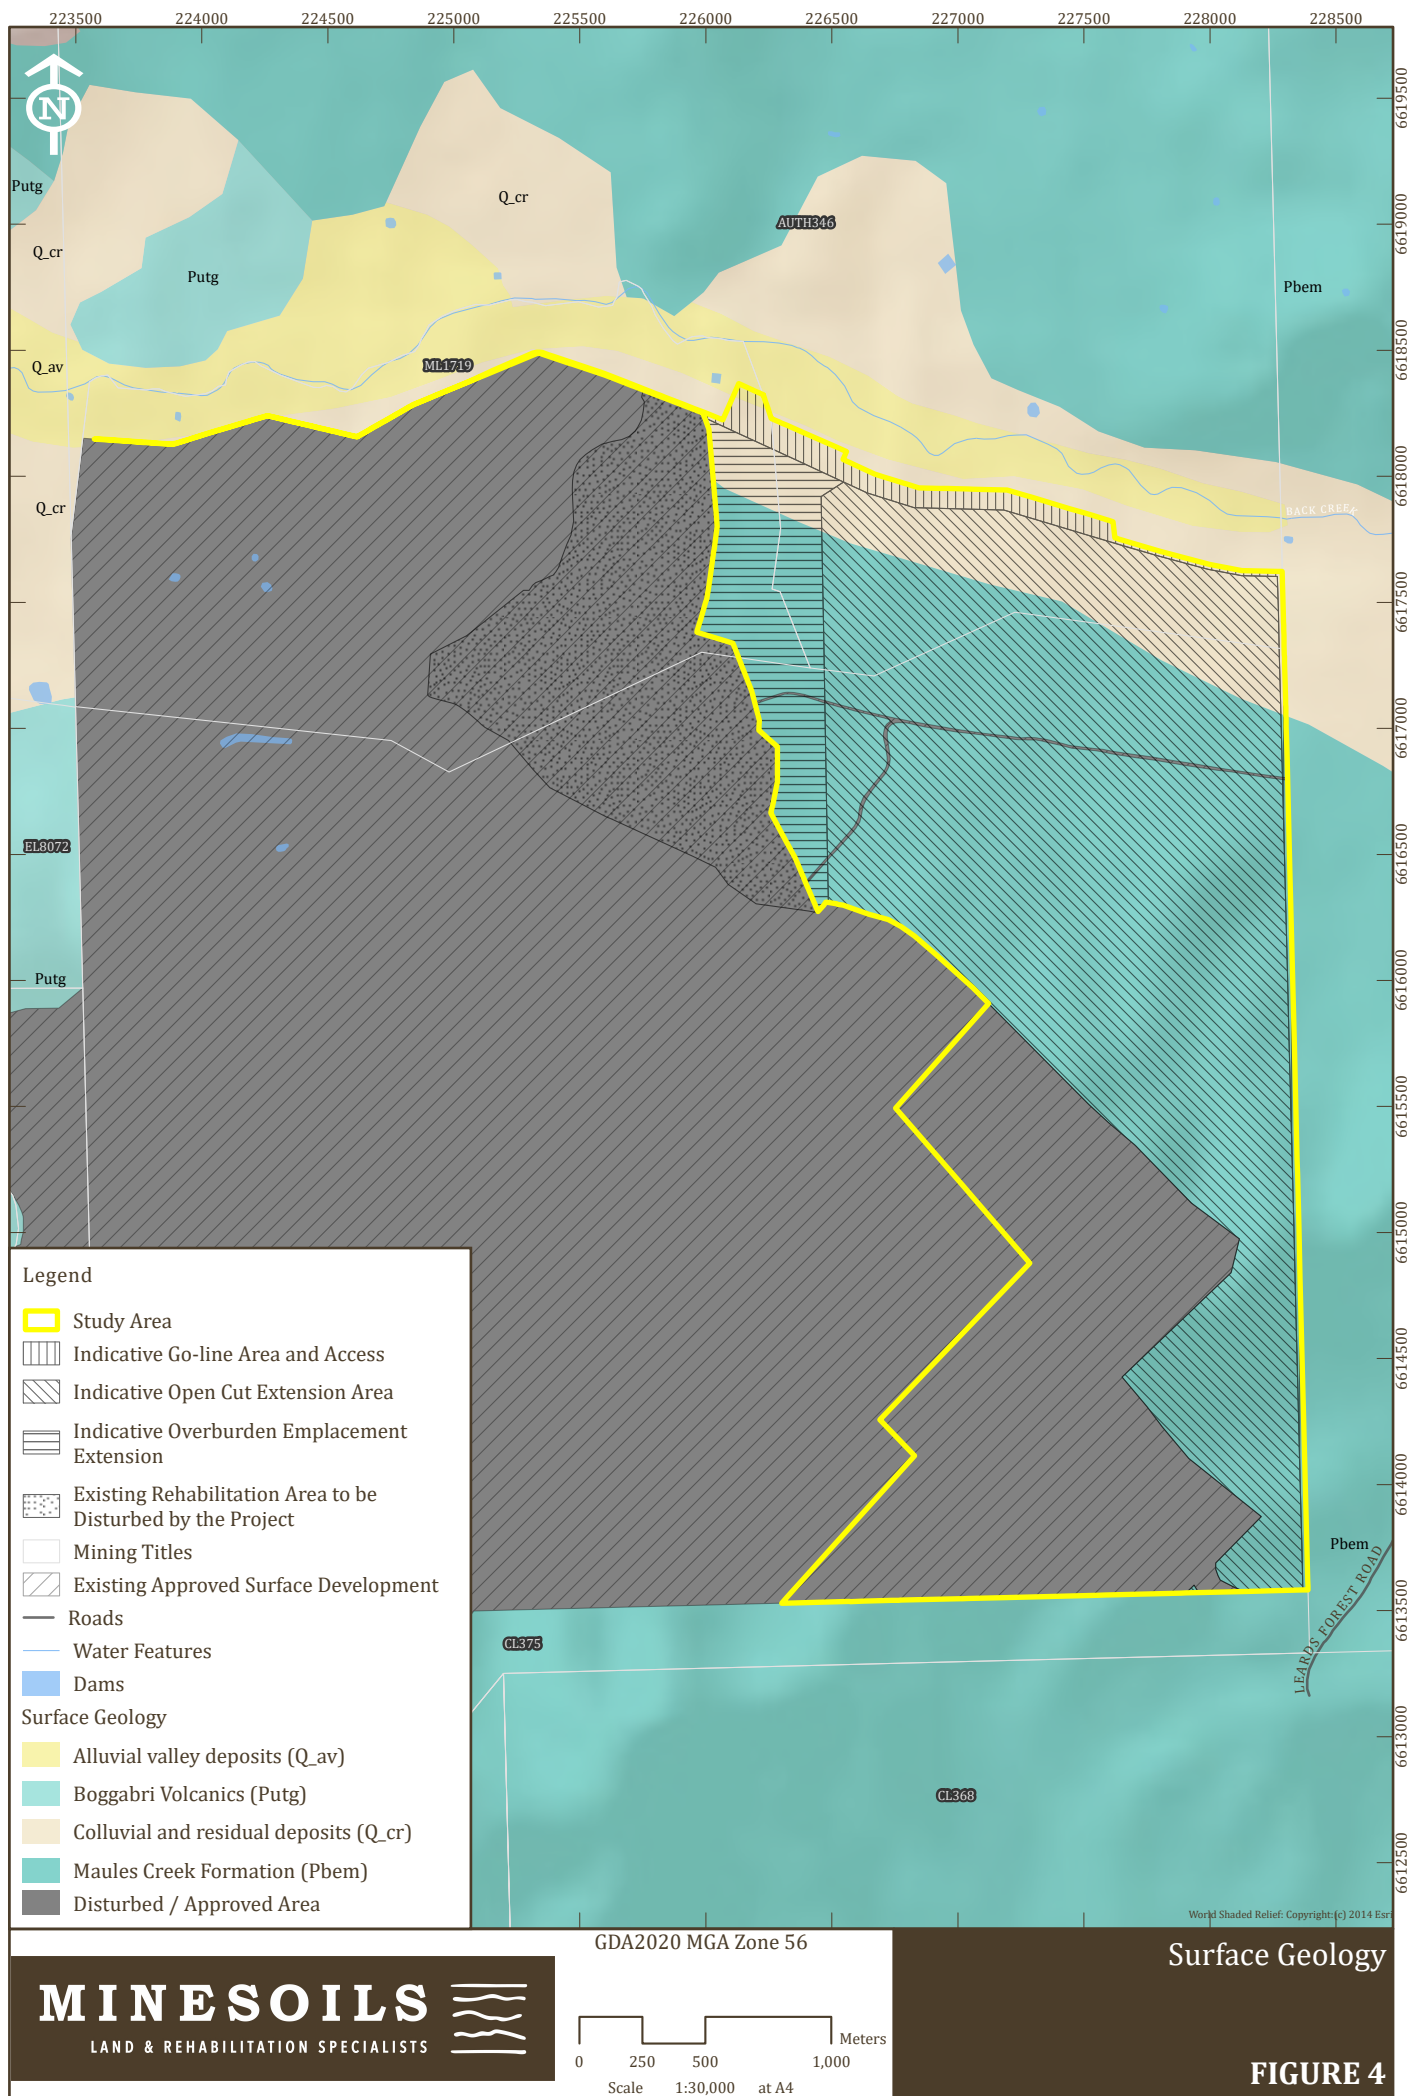 223500 224000 224500 225000 225500 226000 226500 227000 227500 228000 228500
6619500
6619000
6618500
6618000
6617500
6617000
6616500
6616000
6615500
6615000
6614500
6614000
6613500
6613000
6612500
N
Putg
Q_cr
Q_cr
AUTH346
Putg
Pbem
Q_av
ML1719
Q_cr
BACK CREEK
EL8072
Putg
Pbem
LEARDS FOREST ROAD
CL375
CL368
Legend
Study Area
Indicative Go-line Area and Access
Indicative Open Cut Extension Area
Indicative Overburden Emplacement
Extension
Existing Rehabilitation Area to be
Disturbed by the Project
Mining Titles
Existing Approved Surface Development
Roads
Water Features
Dams
Surface Geology
Alluvial valley deposits (Q_av)
Boggabri Volcanics (Putg)
Colluvial and residual deposits (Q_cr)
Maules Creek Formation (Pbem)
Disturbed / Approved Area
World Shaded Relief: Copyright:(c) 2014 Esri
MINESOILS
LAND & REHABILITATION SPECIALISTS
GDA2020 MGA Zone 56
Meters
0 250 500 1,000
Scale 1:30,000 at A4
Surface Geology
FIGURE 4